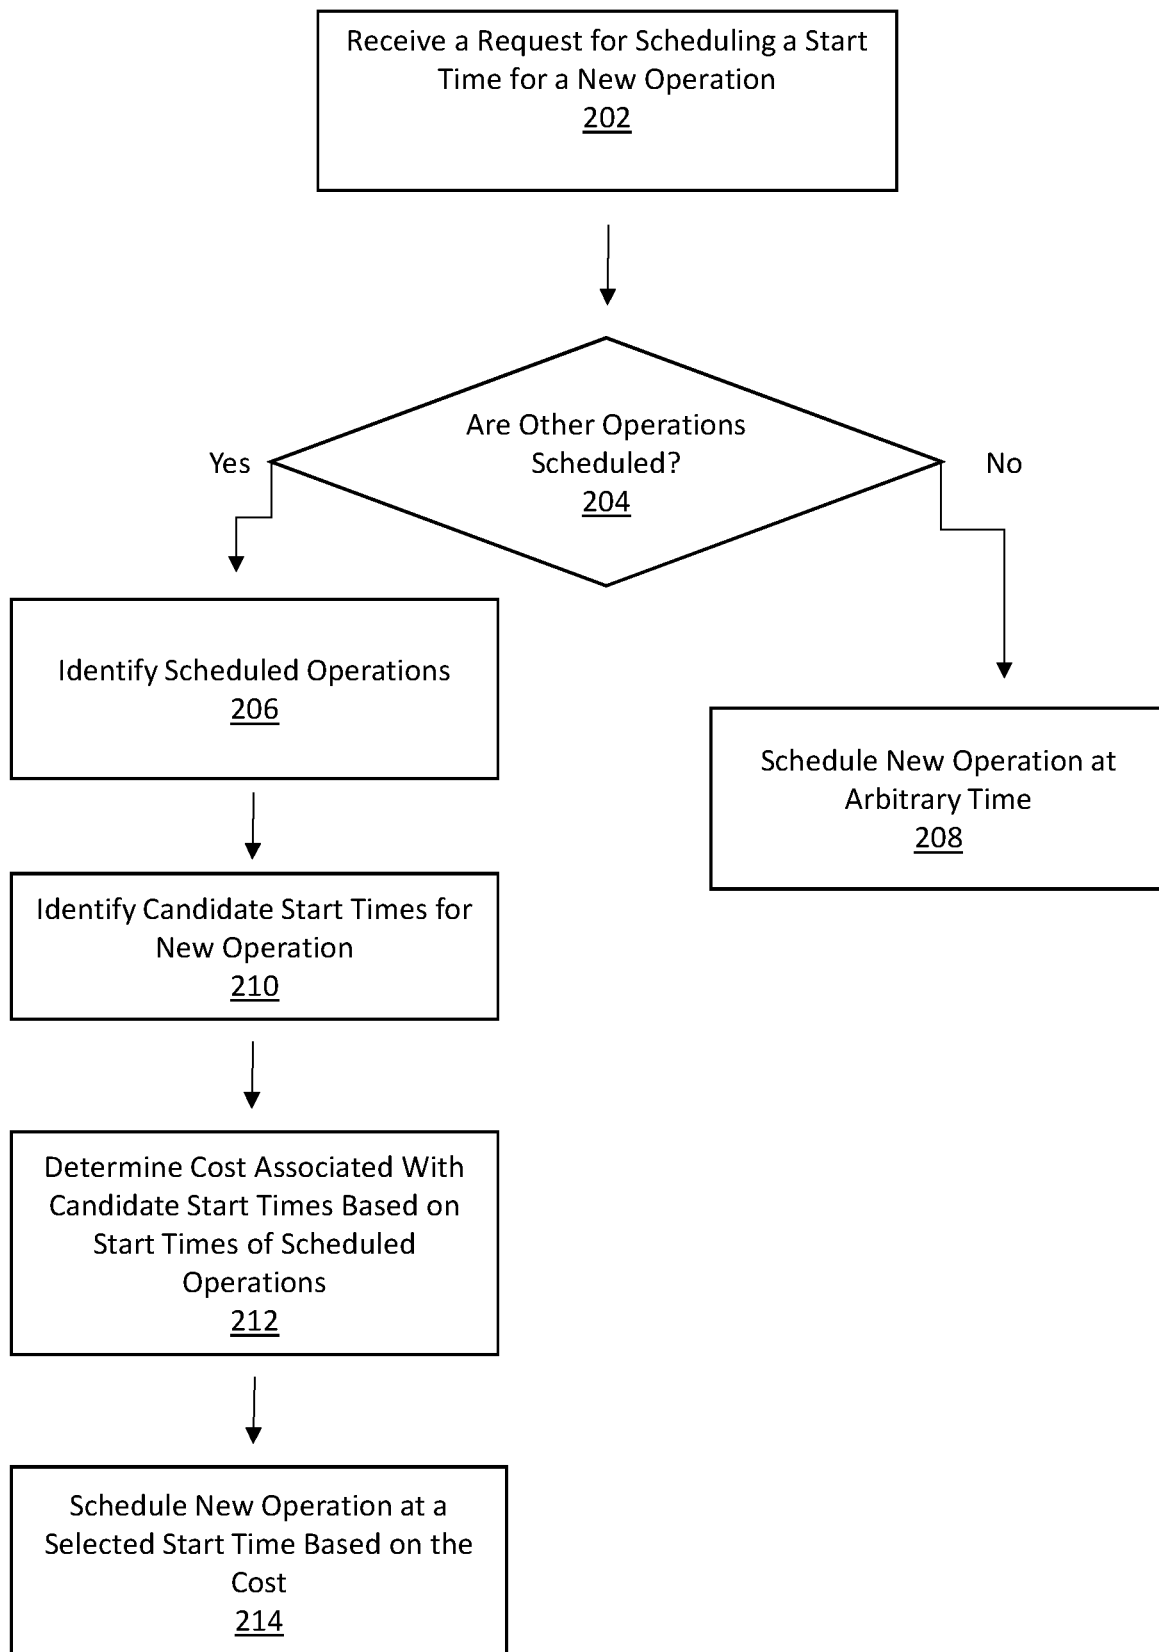 Receive a Request for Scheduling a Start
Time for a New Operation
202
Are Other Operations
Scheduled?
204
Yes
No
Identify Scheduled Operations
206
Schedule New Operation at
Arbitrary Time
208
Identify Candidate Start Times for
New Operation
210
Determine Cost Associated With
Candidate Start Times Based on
Start Times of Scheduled
Operations
212
Schedule New Operation at a
Selected Start Time Based on the
Cost
214